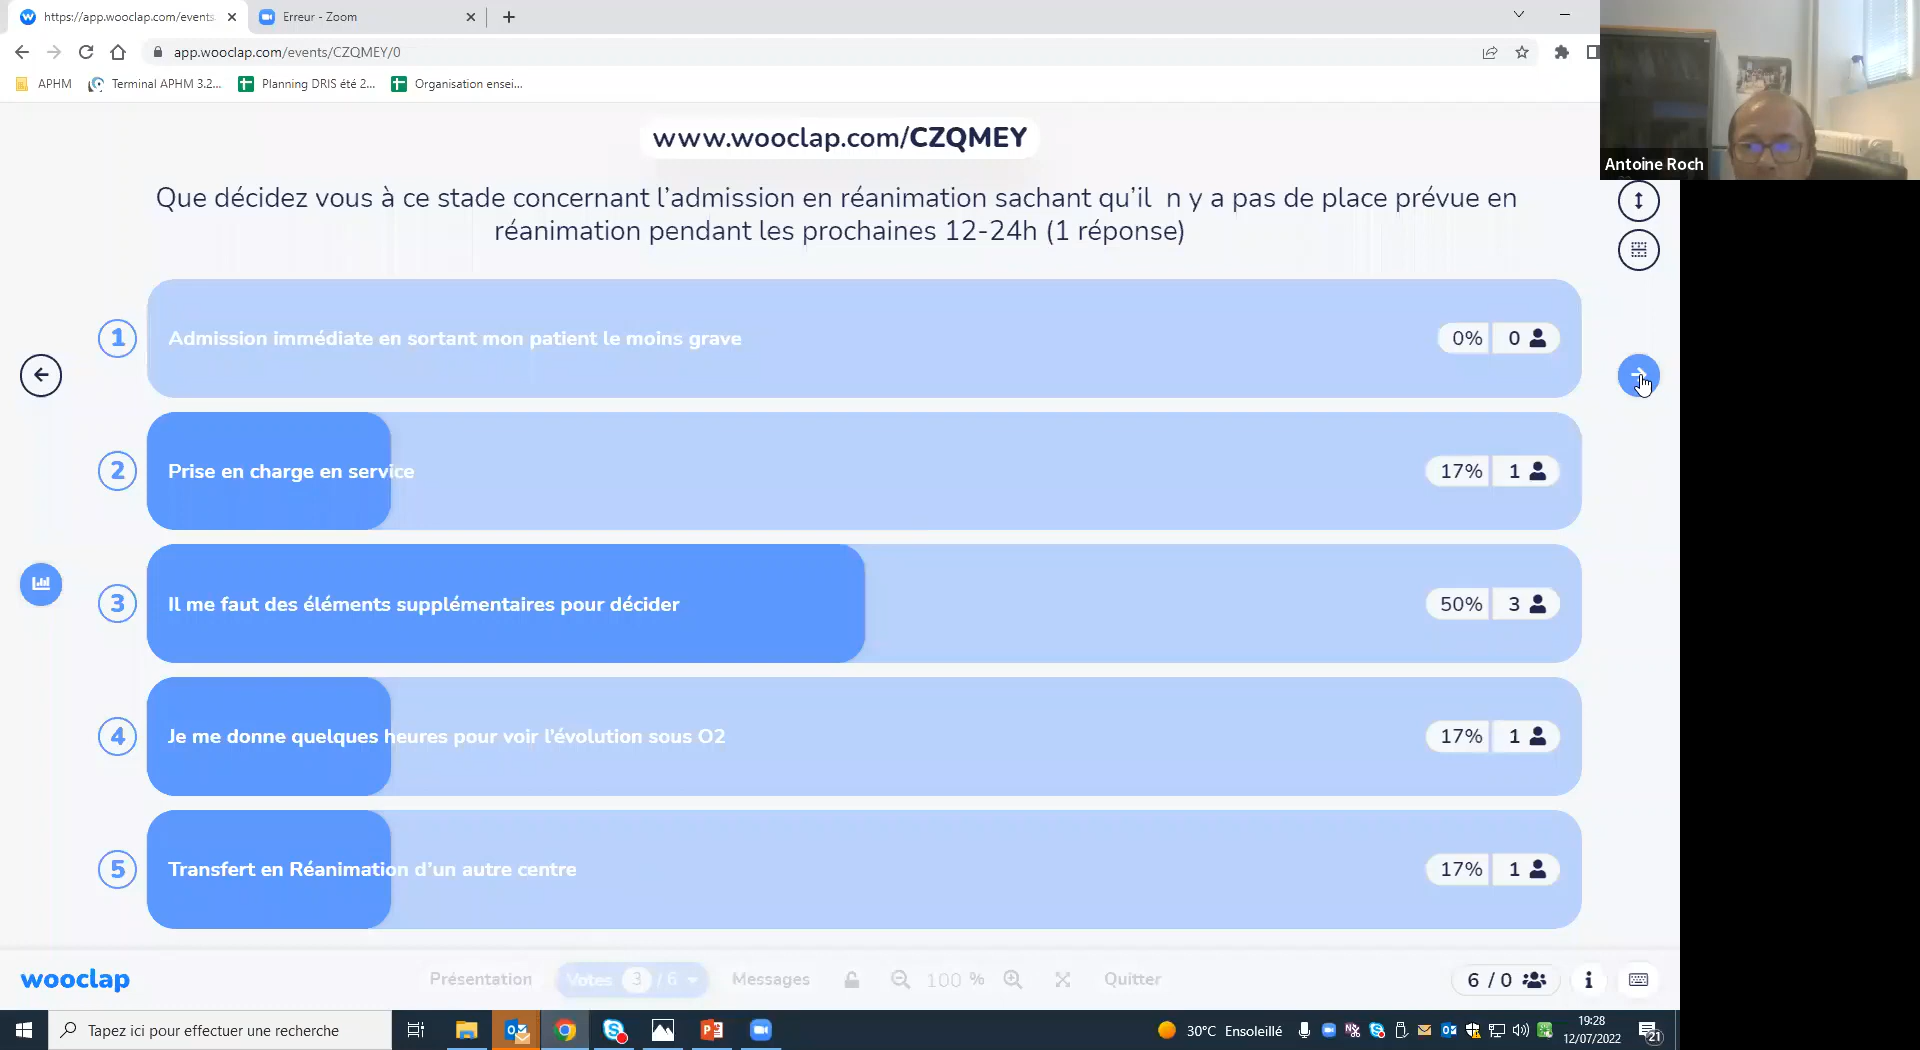 https://app.wooclap.com/events
Erreur - Zoom
app.wooclap.com/events/CZQMEY/0
APHM
Terminal APHM 3.2...
Planning DRIS été 2...
Organisation ensei...
Antoine Roch
www.wooclap.com/CZQMEY
Que décidez vous à ce stade concernant l'admission en réanimation sachant qu'il n y a pas de place prévue en
réanimation pendant les prochaines 12-24h (1 réponse)
1 Admission immédiate en sortant mon patient le moins grave 0% 0
2 Prise en charge en service 17% 1
3 Il me faut des éléments supplémentaires pour décider 50% 3
4 Je me donne quelques heures pour voir l'évolution sous O2 17% 1
5 Transfert en Réanimation d'un autre centre 17% 1
wooclap Présentation Votes 3 / 6 Messages 100 % Quitter 6 / 0
Tapez ici pour effectuer une recherche
30°C Ensoleillé
19:28
12/07/2022
21